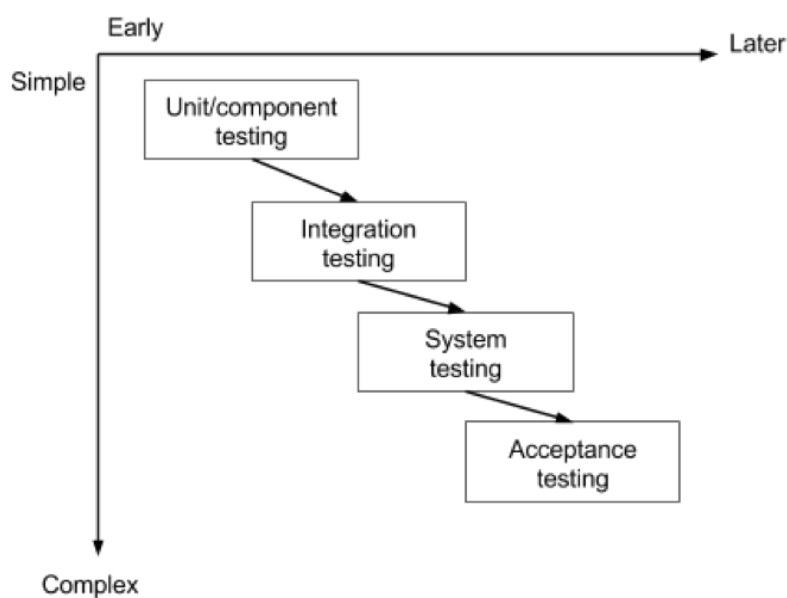 Early
Later
Simple
Unit/component
testing
Integration
testing
System
testing
Acceptance
testing
Complex